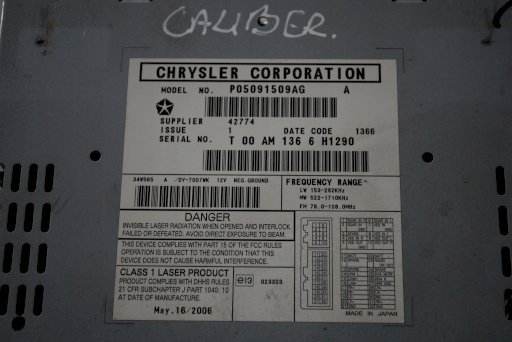 CALIBER.
CHRYSLER CORPORATION
MODEL NO. P05091509AG A
SUPPLIER 42774
ISSUE 1 DATE CODE 1366
SERIAL NO. T 00 AM 136 6 H1290
34W565 A /DY-7007WK 12V NEG.GROUND
FREQUENCY RANGE
LW 153-282KHz
MW 522-1710KHz
FM 76.0-108.0MHz
DANGER
INVISIBLE LASER RADIATION WHEN OPENED AND INTERLOCK
FAILED OR DEFEATED. AVOID DIRECT EXPOSURE TO BEAM.
THIS DEVICE COMPLIES WITH PART 15 OF THE FCC RULES
OPERATION IS SUBJECT TO THE CONDITION THAT THIS
DEVICE DOES NOT CAUSE HARMFUL INTERFERENCE.
CLASS 1 LASER PRODUCT
PRODUCT COMPLIES WITH DHHS RULES
21 CFR SUBCHAPTER J PART 1040: 10
AT DATE OF MANUFACTURE.
May.16/2006
e13 023303
MADE IN JAPAN